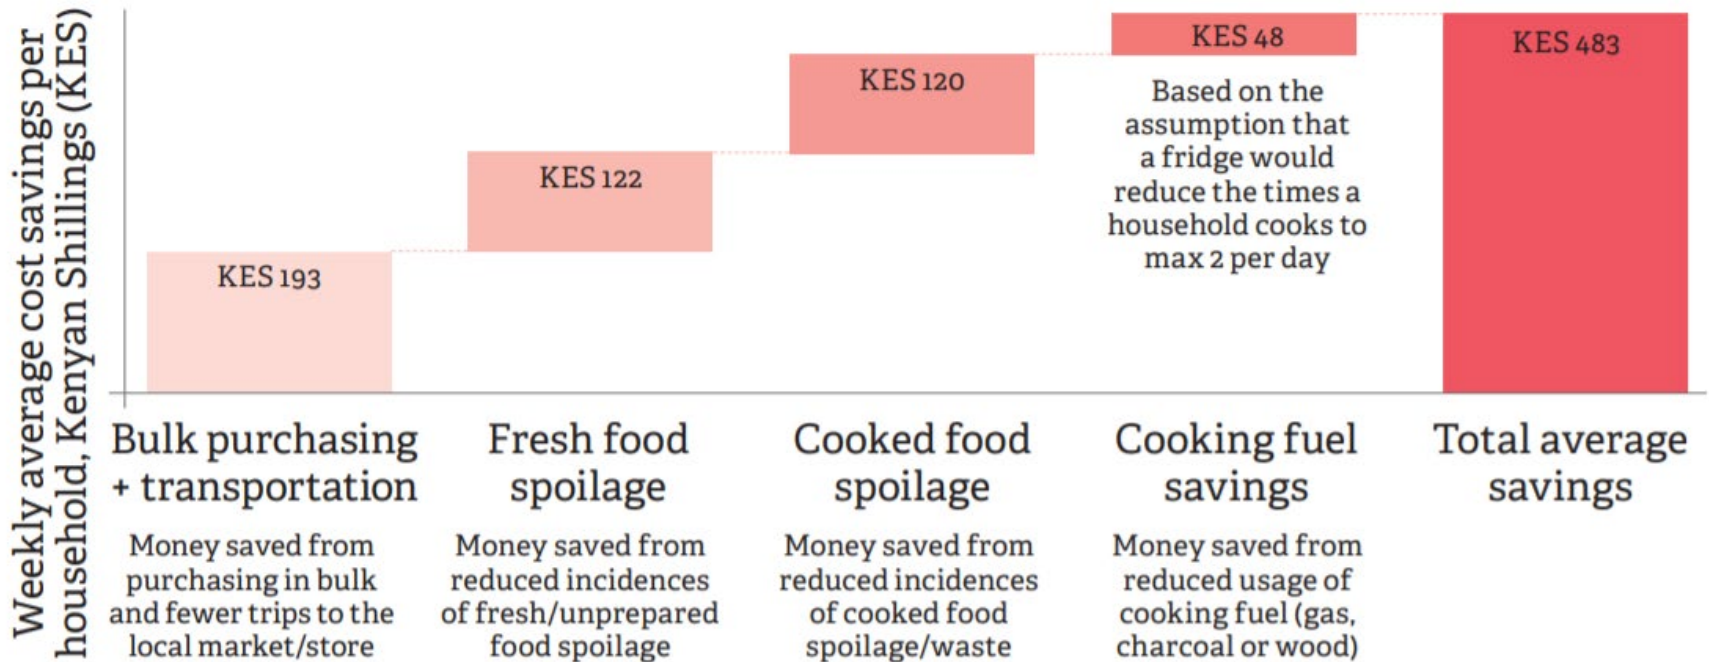 Weekly average cost savings per
household, Kenyan Shillings (KES)
KES 193
KES 122
KES 120
KES 48
Based on the
assumption that
a fridge would
reduce the times a
household cooks to
max 2 per day
KES 483
Bulk purchasing
+ transportation
Money saved from
purchasing in bulk
and fewer trips to the
local market/store
Fresh food
spoilage
Money saved from
reduced incidences
of fresh/unprepared
food spoilage
Cooked food
spoilage
Money saved from
reduced incidences
of cooked food
spoilage/waste
Cooking fuel
savings
Money saved from
reduced usage of
cooking fuel (gas,
charcoal or wood)
Total average
savings